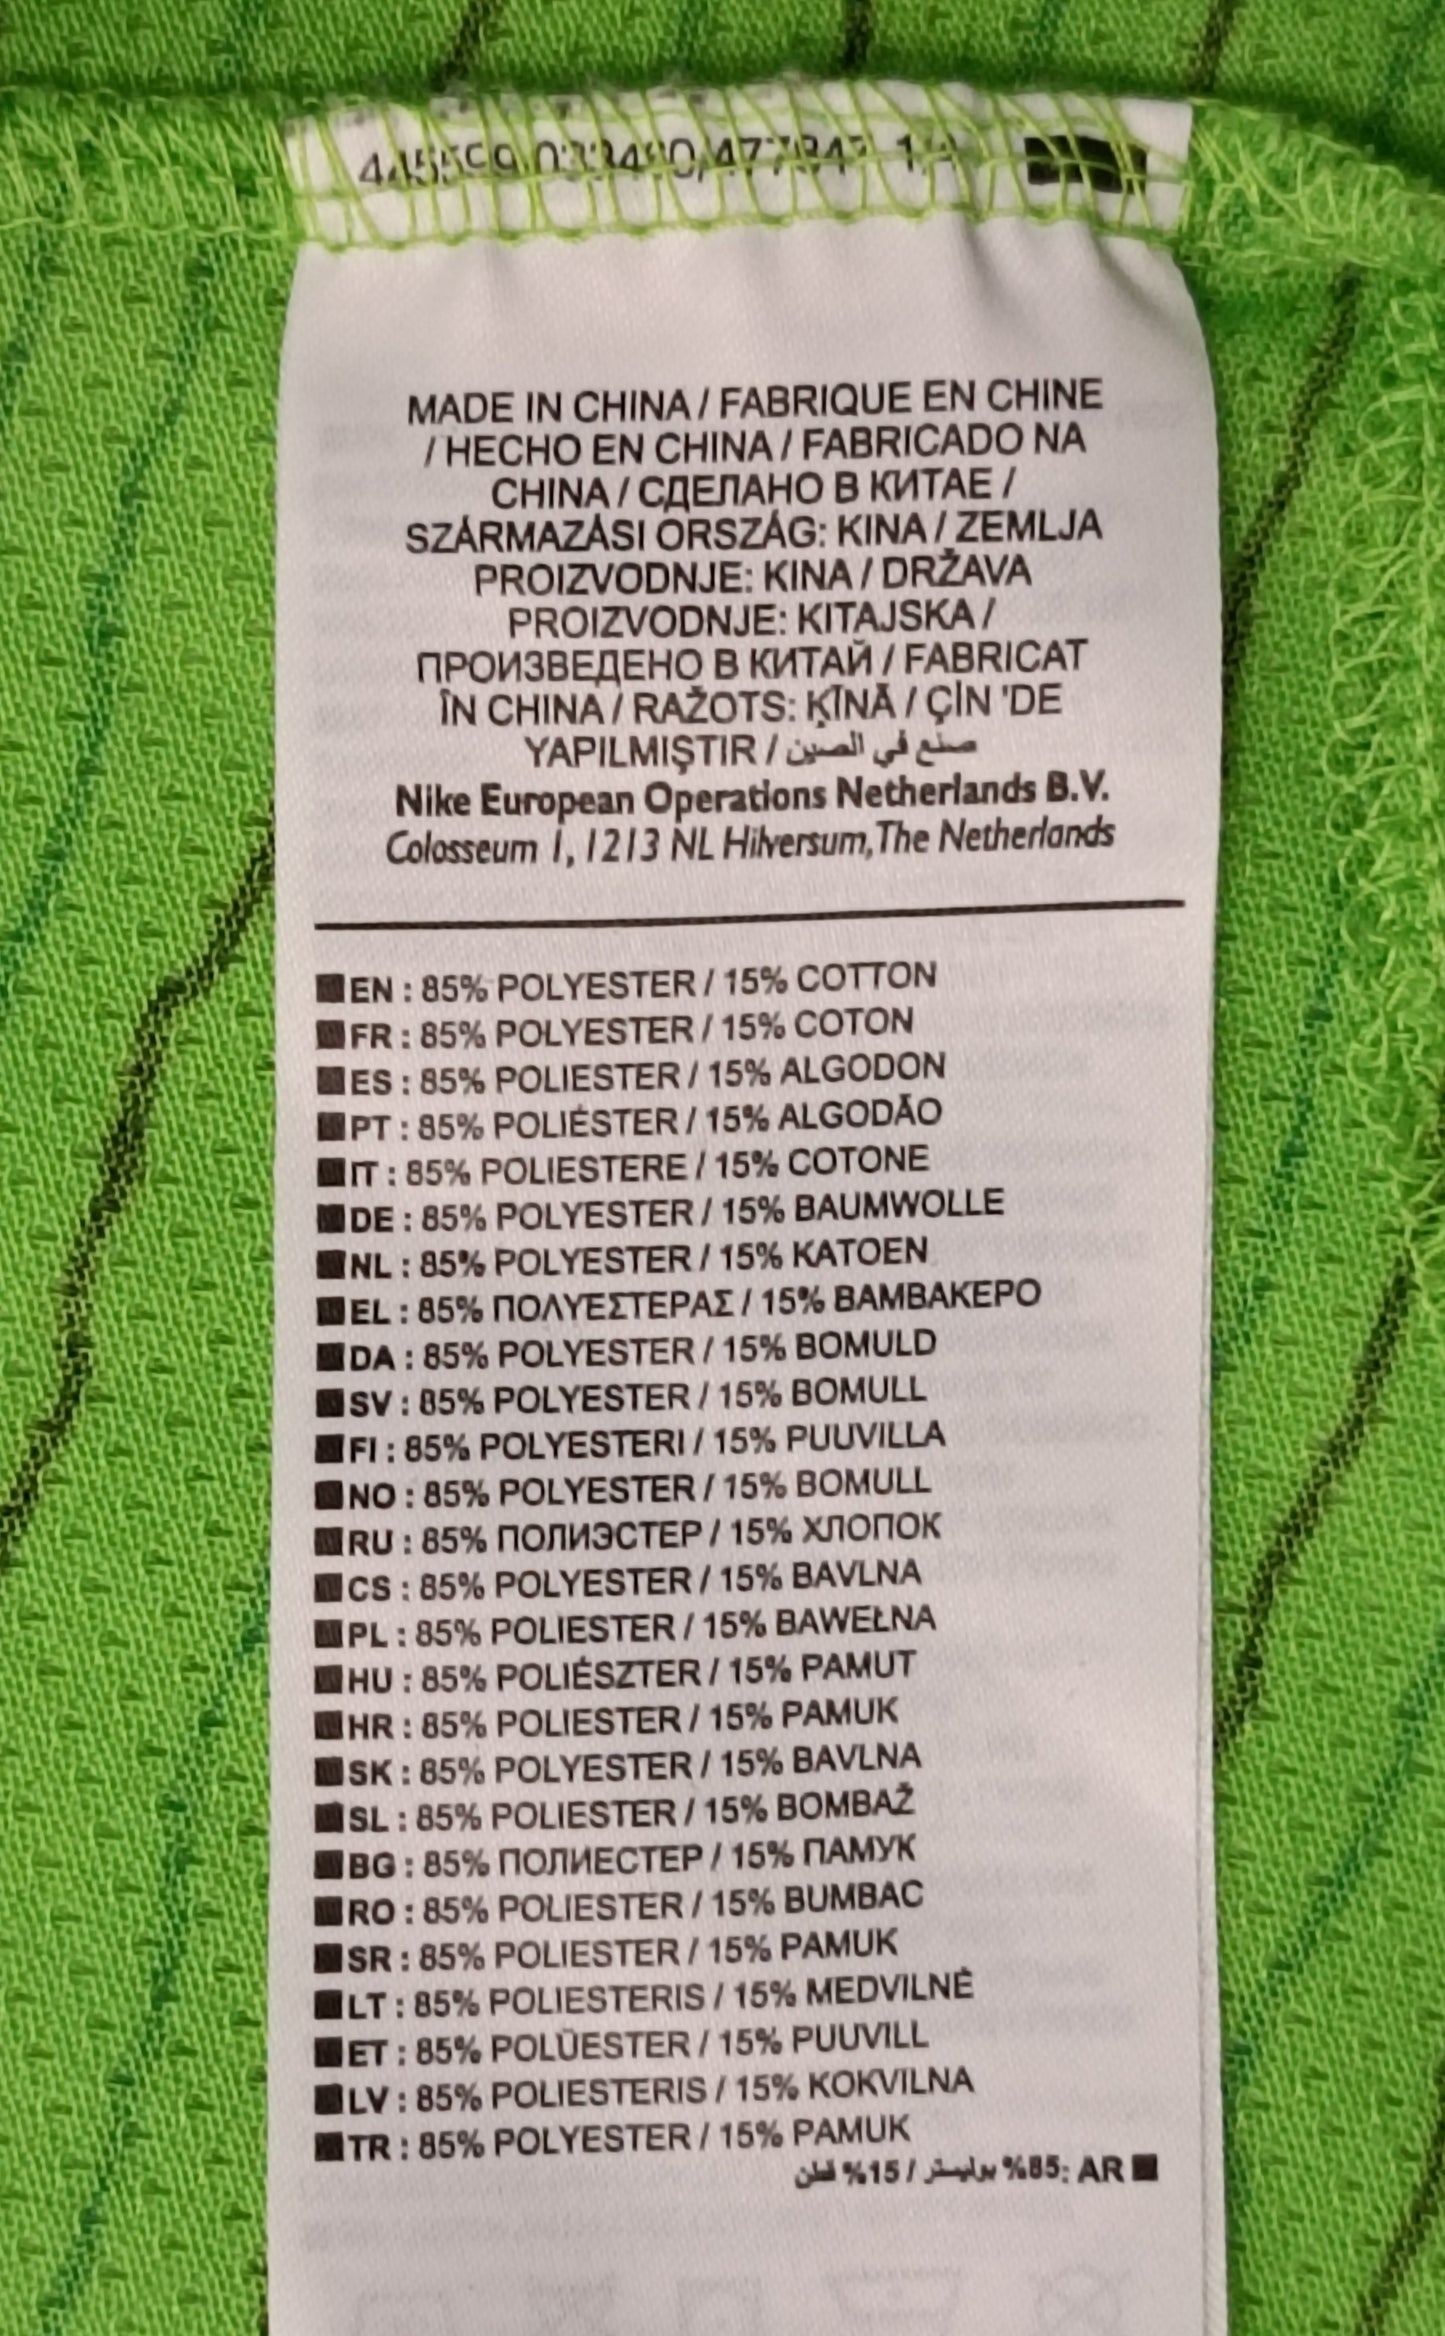 MADE IN CHINA / FABRIQUE EN CHINE
/ HECHO EN CHINA / FABRICADO NA
CHINA / СДЕЛАНО В КИТАЕ /
SZÁRMAZÁSI ORSZÁG: KINA / ZEMLJA
PROIZVODNJE: KINA / DRŽAVA
PROIZVODNJE: KITAJSKA /
ПРОИЗВЕДЕНО В КИТАЙ / FABRICAT
ÎN CHINA / RAŽOTS: ĶĪNĀ / ÇİN 'DE
YAPILMIŞTIR / صنع في الصين
Nike European Operations Netherlands B.V.
Colosseum 1, 1213 NL Hilversum, The Netherlands
EN : 85% POLYESTER / 15% COTTON
FR : 85% POLYESTER / 15% COTON
ES : 85% POLIESTER / 15% ALGODON
PT : 85% POLIÉSTER / 15% ALGODÃO
IT : 85% POLIESTERE / 15% COTONE
DE : 85% POLYESTER / 15% BAUMWOLLE
NL : 85% POLYESTER / 15% KATOEN
EL : 85% ΠΟΛΥΕΣΤΕΡΑΣ / 15% ΒΑΜΒΑΚΕΡΟ
DA : 85% POLYESTER / 15% BOMULD
SV : 85% POLYESTER / 15% BOMULL
FI : 85% POLYESTERI / 15% PUUVILLA
NO : 85% POLYESTER / 15% BOMULL
RU : 85% ПОЛИЭСТЕР / 15% ХЛОПОК
CS : 85% POLYESTER / 15% BAVLNA
PL : 85% POLIESTER / 15% BAWEŁNA
HU : 85% POLIÉSZTER / 15% PAMUT
HR : 85% POLIESTER / 15% PAMUK
SK : 85% POLYESTER / 15% BAVLNA
SL : 85% POLIESTER / 15% BOMBAŽ
BG : 85% ПОЛИЕСТЕР / 15% ПАМУК
RO : 85% POLIESTER / 15% BUMBAC
SR : 85% POLIESTER / 15% PAMUK
LT : 85% POLIESTERIS / 15% MEDVILNĖ
ET : 85% POLÜESTER / 15% PUUVILL
LV : 85% POLIESTERIS / 15% KOKVILNA
TR : 85% POLYESTER / 15% PAMUK
AR :85% بوليستر / 15% قطن